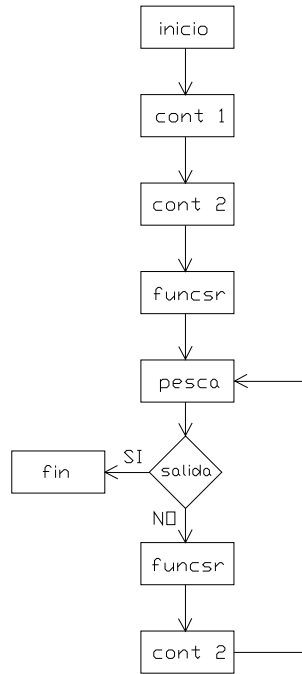 inicio
cont 1
cont 2
funcsr
pesca
salida
SI
fin
NO
funcsr
cont 2